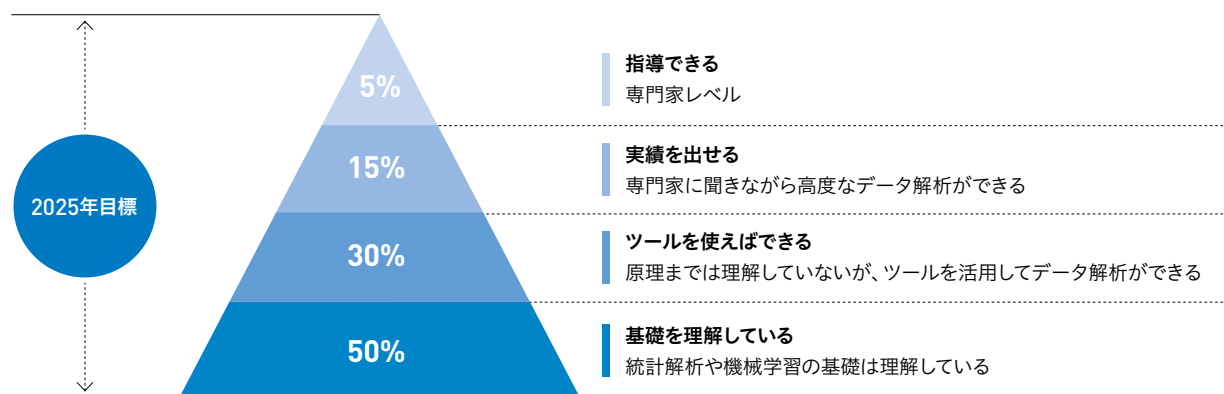 2025年目標
5%
指導できる
専門家レベル
15%
実績を出せる
専門家に聞きながら高度なデータ解析ができる
30%
ツールを使えばできる
原理までは理解していないが、ツールを活用してデータ解析ができる
50%
基礎を理解している
統計解析や機械学習の基礎は理解している